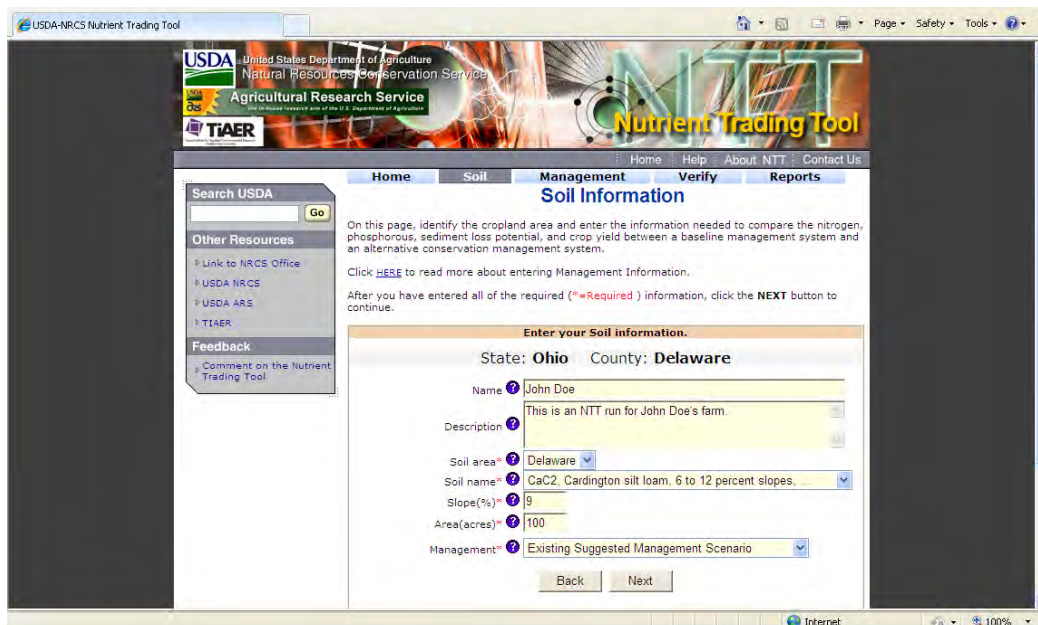 USDA-NRCS Nutrient Trading Tool
Page Safety Tools
USDA United States Department of Agriculture
Natural Resources Conservation Service
Agricultural Research Service
TIAER
NTT
Nutrient Trading Tool
Home Help About NTT Contact Us
Home Soil Management Verify Reports
Search USDA
Go
Other Resources
Link to NRCS Office
USDA NRCS
USDA ARS
TIAER
Feedback
Comment on the Nutrient
Trading Tool
Soil Information
On this page, identify the cropland area and enter the information needed to compare the nitrogen,
phosphorous, sediment loss potential, and crop yield between a baseline management system and
an alternative conservation management system.
Click HERE to read more about entering Management Information.
After you have entered all of the required (*=Required ) information, click the NEXT button to
continue.
Enter your Soil information.
State: Ohio County: Delaware
Name ? John Doe
Description ? This is an NTT run for John Doe's farm.
Soil area* ? Delaware
Soil name* ? CaC2, Cardington silt loam, 6 to 12 percent slopes, ...
Slope(%)* ? 9
Area(acres)* ? 100
Management* ? Existing Suggested Management Scenario
Back Next
Internet 100%